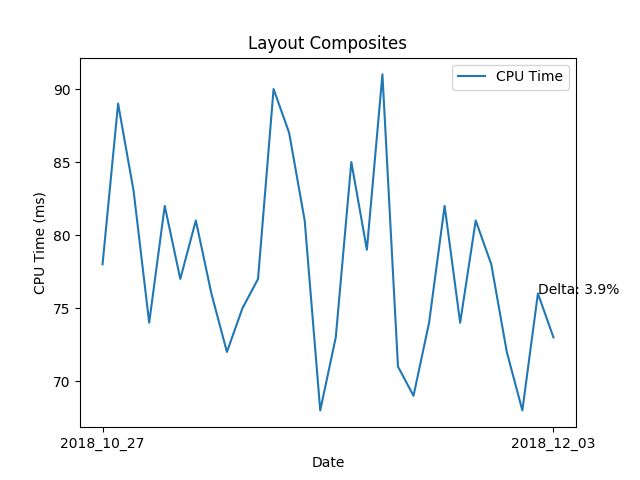 Layout Composites
CPU Time
90
85
80
75
70
CPU Time (ms)
Delta: 3.9%
2018_10_27
2018_12_03
Date